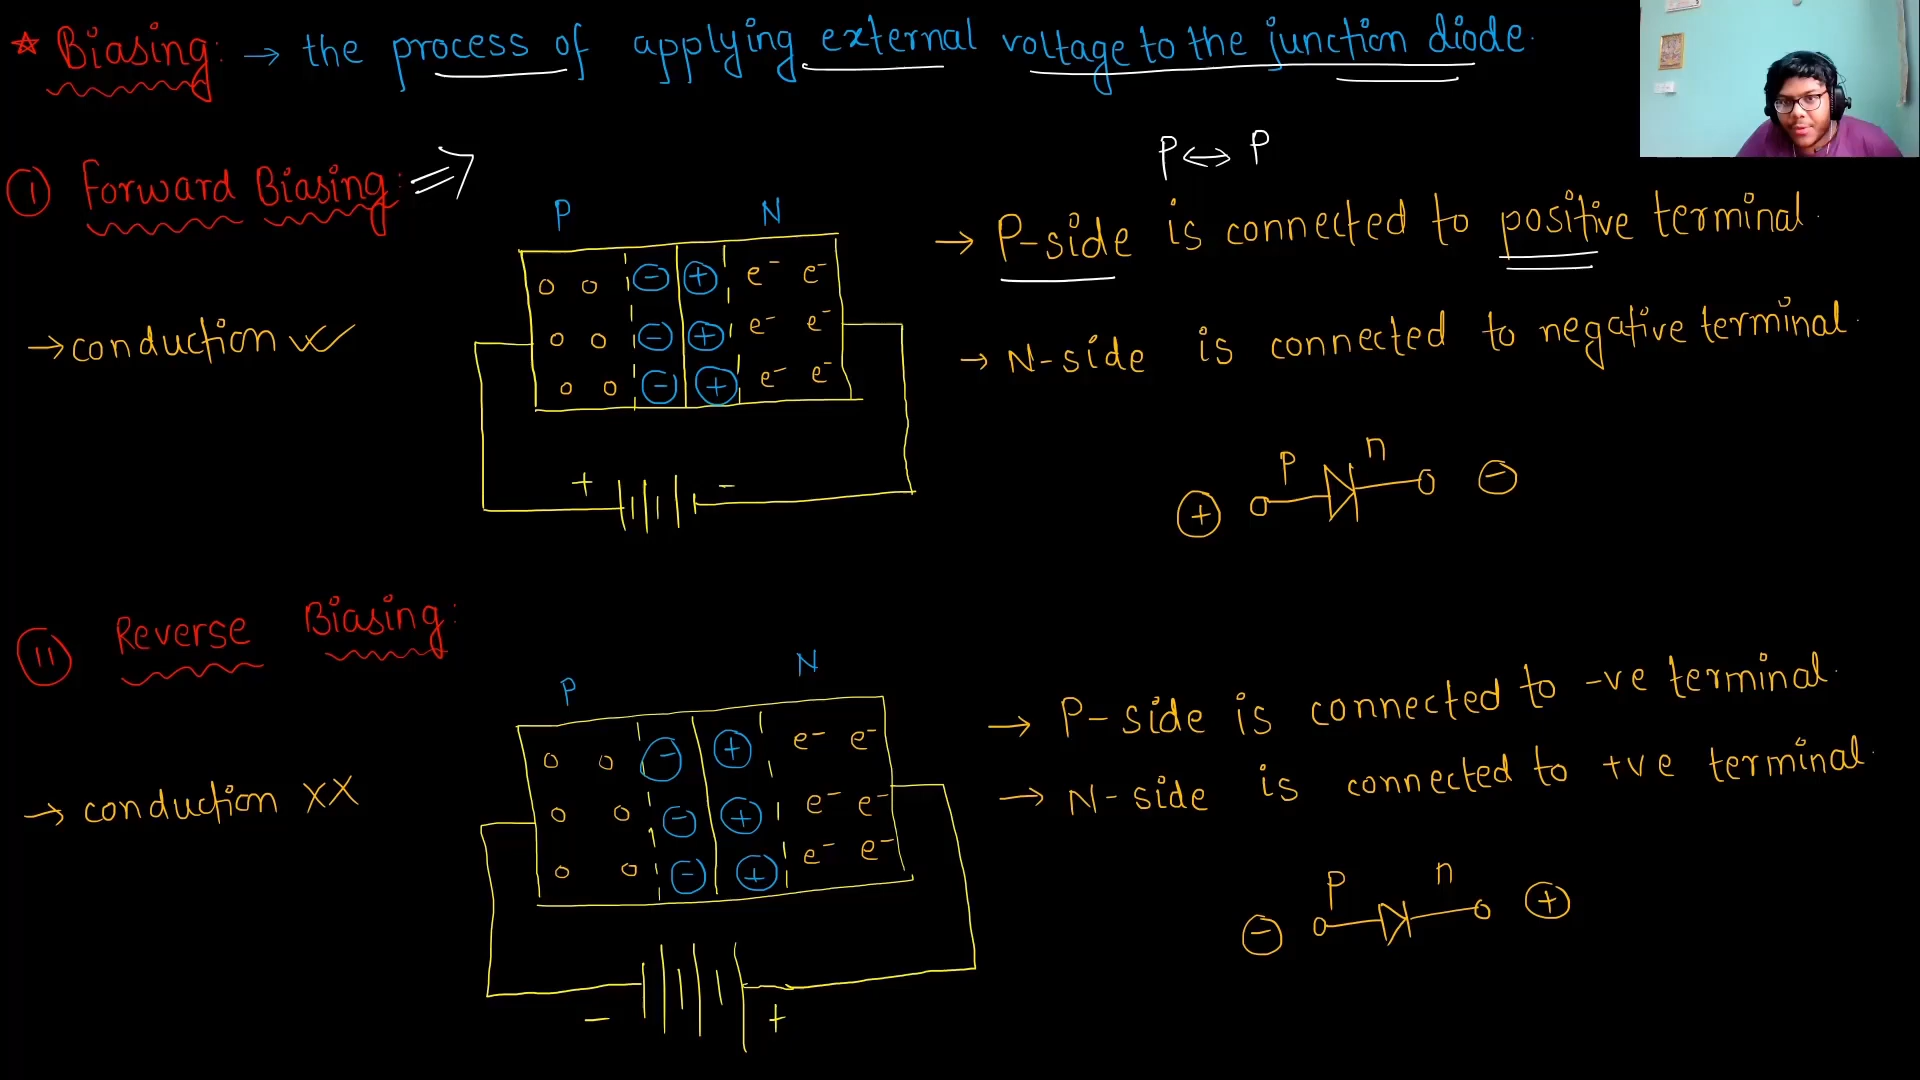 * Biasing: → the process of applying external voltage to the junction diode.
P ↔ P
(I) Forward Biasing: ⇒
P N
→ P-side is connected to positive terminal.
o o ⊖ ⊕ e⁻ e⁻
o o ⊖ ⊕ e⁻ e⁻
o o ⊖ ⊕ e⁻ e⁻
→ conduction ✓✓
→ N-side is connected to negative terminal.
+ -
P n
⊕ ⊖
(II) Reverse Biasing:
P N
→ P-side is connected to -ve terminal.
o o ⊖ ⊕ e⁻ e⁻
o o ⊖ ⊕ e⁻ e⁻
o o ⊖ ⊕ e⁻ e⁻
→ conduction XX
→ N-side is connected to +ve terminal.
P n
⊖ ⊕
- +